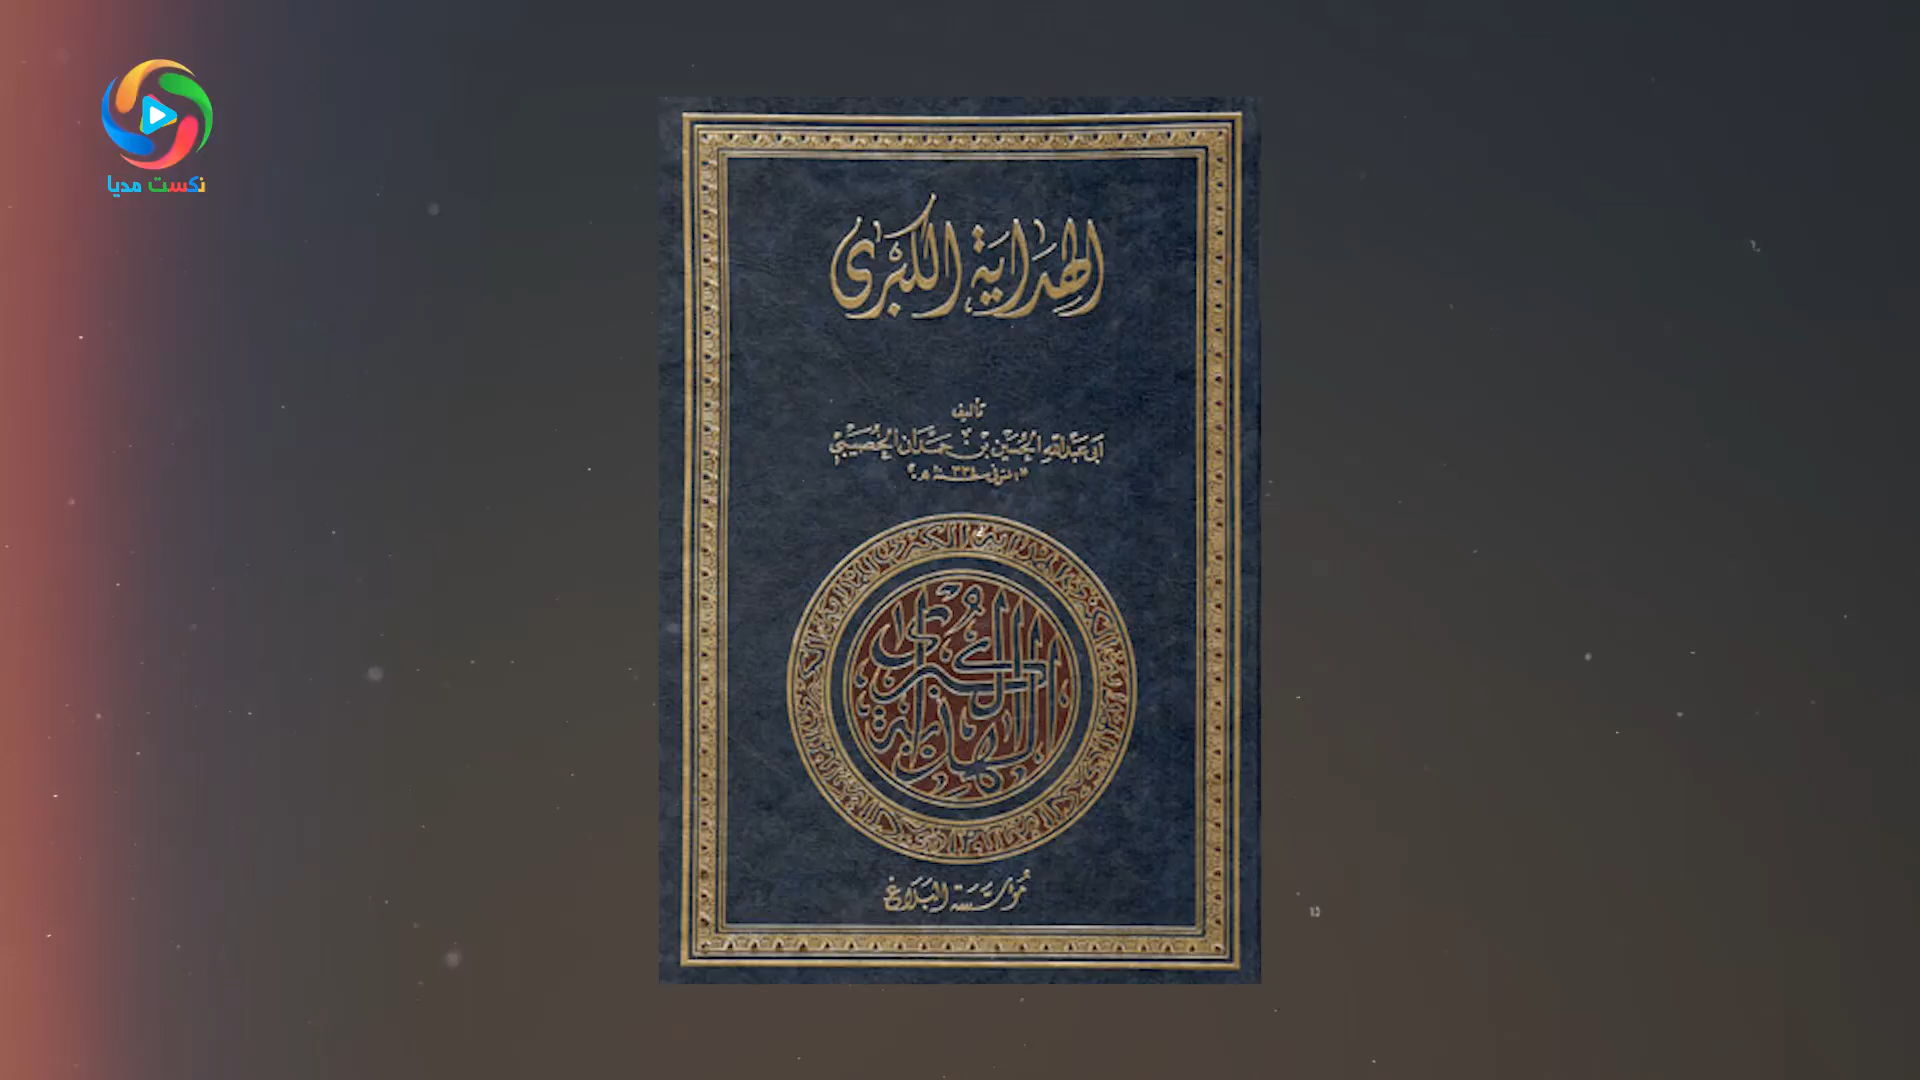 نكست مديا
الهداية الكبرى
تأليف
أبي عبد الله الحسين بن حمدان الخصيبي
الهداية الكبرى
مؤسسة البلاغ